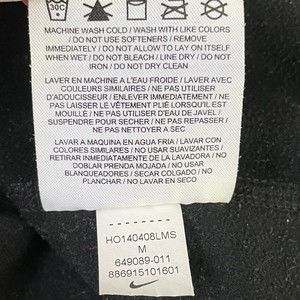 30C
MACHINE WASH COLD / WASH WITH LIKE COLORS
/ DO NOT USE SOFTENERS / REMOVE
IMMEDIATELY / DO NOT ALLOW TO LAY ON ITSELF
WHEN WET / DO NOT BLEACH / LINE DRY / DO NOT
IRON / DO NOT DRY CLEAN
LAVER EN MACHINE A L'EAU FROIDE / LAVER AVEC
COULEURS SIMILAIRES / NE PAS UTILISER
D'ADOUCISSEUR / ENLEVER IMMEDIATEMENT / NE
PAS LAISSER LE VÊTEMENT PLIÉ LORSQU'IL EST
MOUILLÉ / NE PAS UTILISER D'EAU DE JAVEL /
SUSPENDRE POUR SECHER / NE PAS REPASSER /
NE PAS NETTOYER A SEC
LAVAR A MAQUINA EN AGUA FRIA / LAVAR CON
COLORES SIMILARES / NO USAR SUAVIZANTES /
RETIRAR INMEDIATAMENTE DE LA LAVADORA / NO
DOBLAR PRENDA MOJADA / NO USAR
BLANQUEADORES / SECAR COLGADO / NO
PLANCHAR / NO LAVAR EN SECO
HO140408LMS
M
649089-011
886915101601